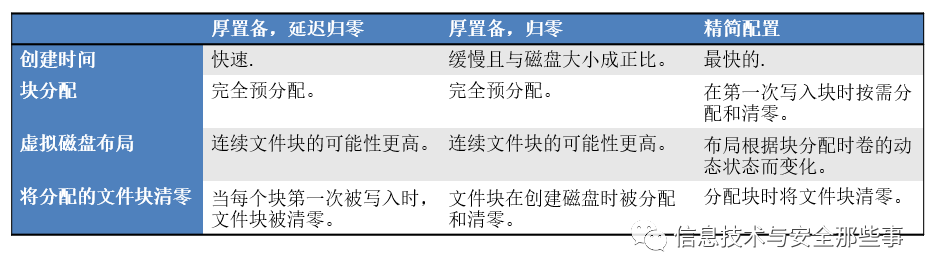 厚置备，延迟归零 厚置备，归零 精简配置
创建时间 快速. 缓慢且与磁盘大小成正比。 最快的.
块分配 完全预分配。 完全预分配。 在第一次写入块时按需分
配和清零。
虚拟磁盘布局 连续文件块的可能性更高。 连续文件块的可能性更高。 布局根据块分配时卷的动
态状态而变化。
将分配的文件块清零 当每个块第一次被写入时， 文件块在创建磁盘时被分配 分配块时将文件块清零。
文件块被清零。 和清零。
信息技术与安全那些事